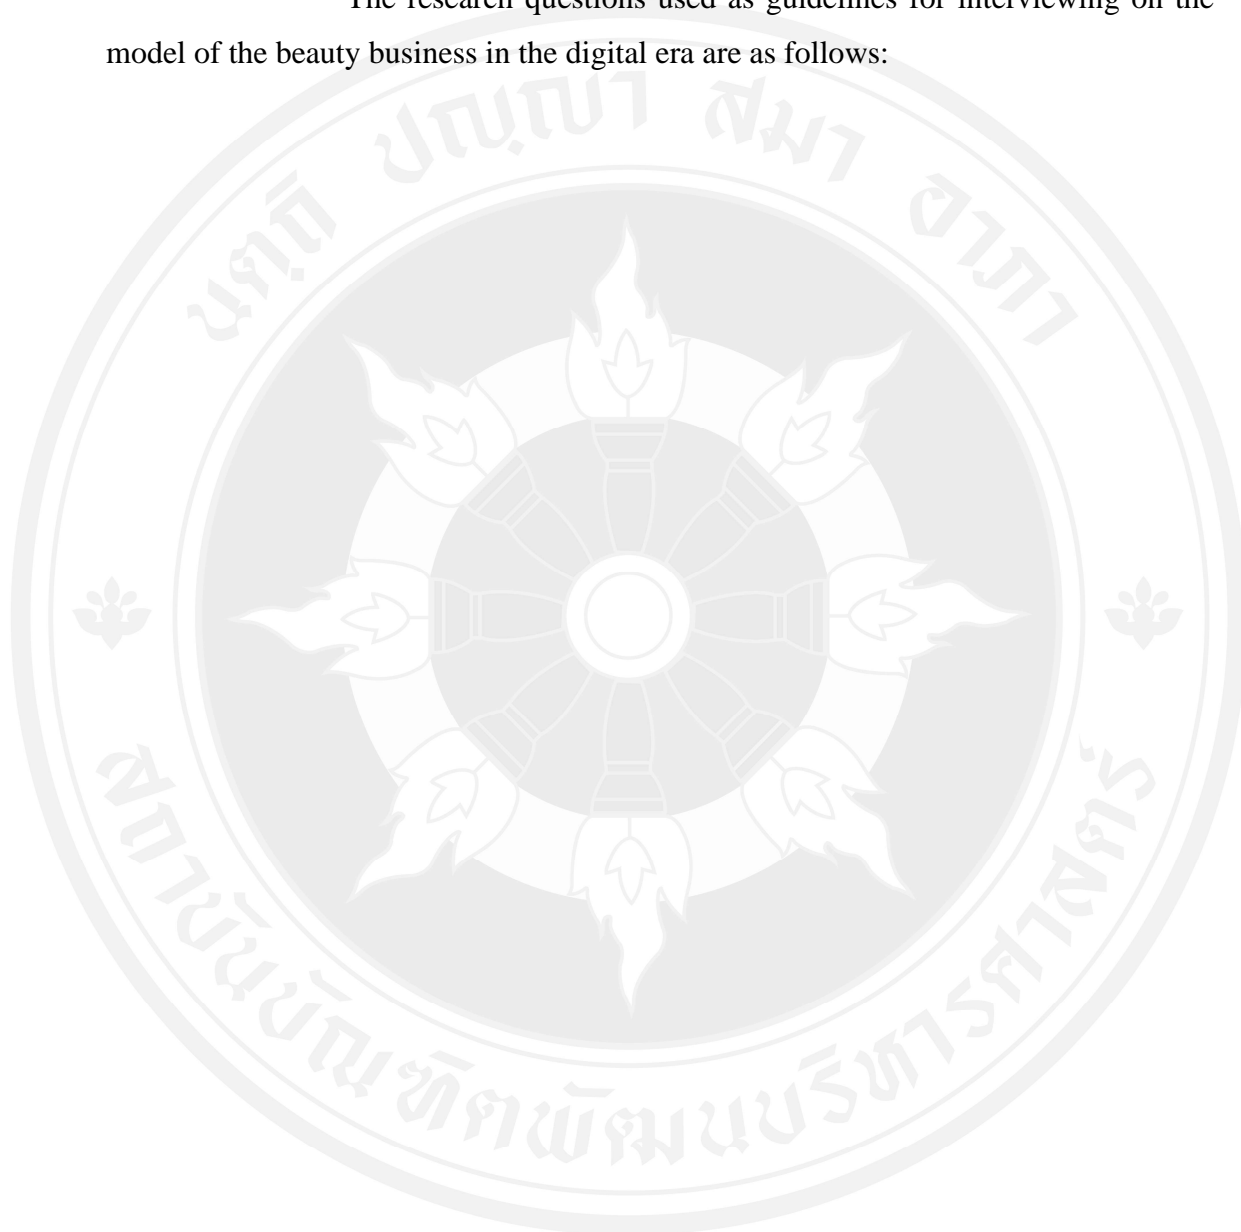 The research questions used as guidelines for interviewing on the
model of the beauty business in the digital era are as follows:
นตฺถิ ปญฺญา สมา อาภา
สถาบันบัณฑิตพัฒนบริหารศาสตร์